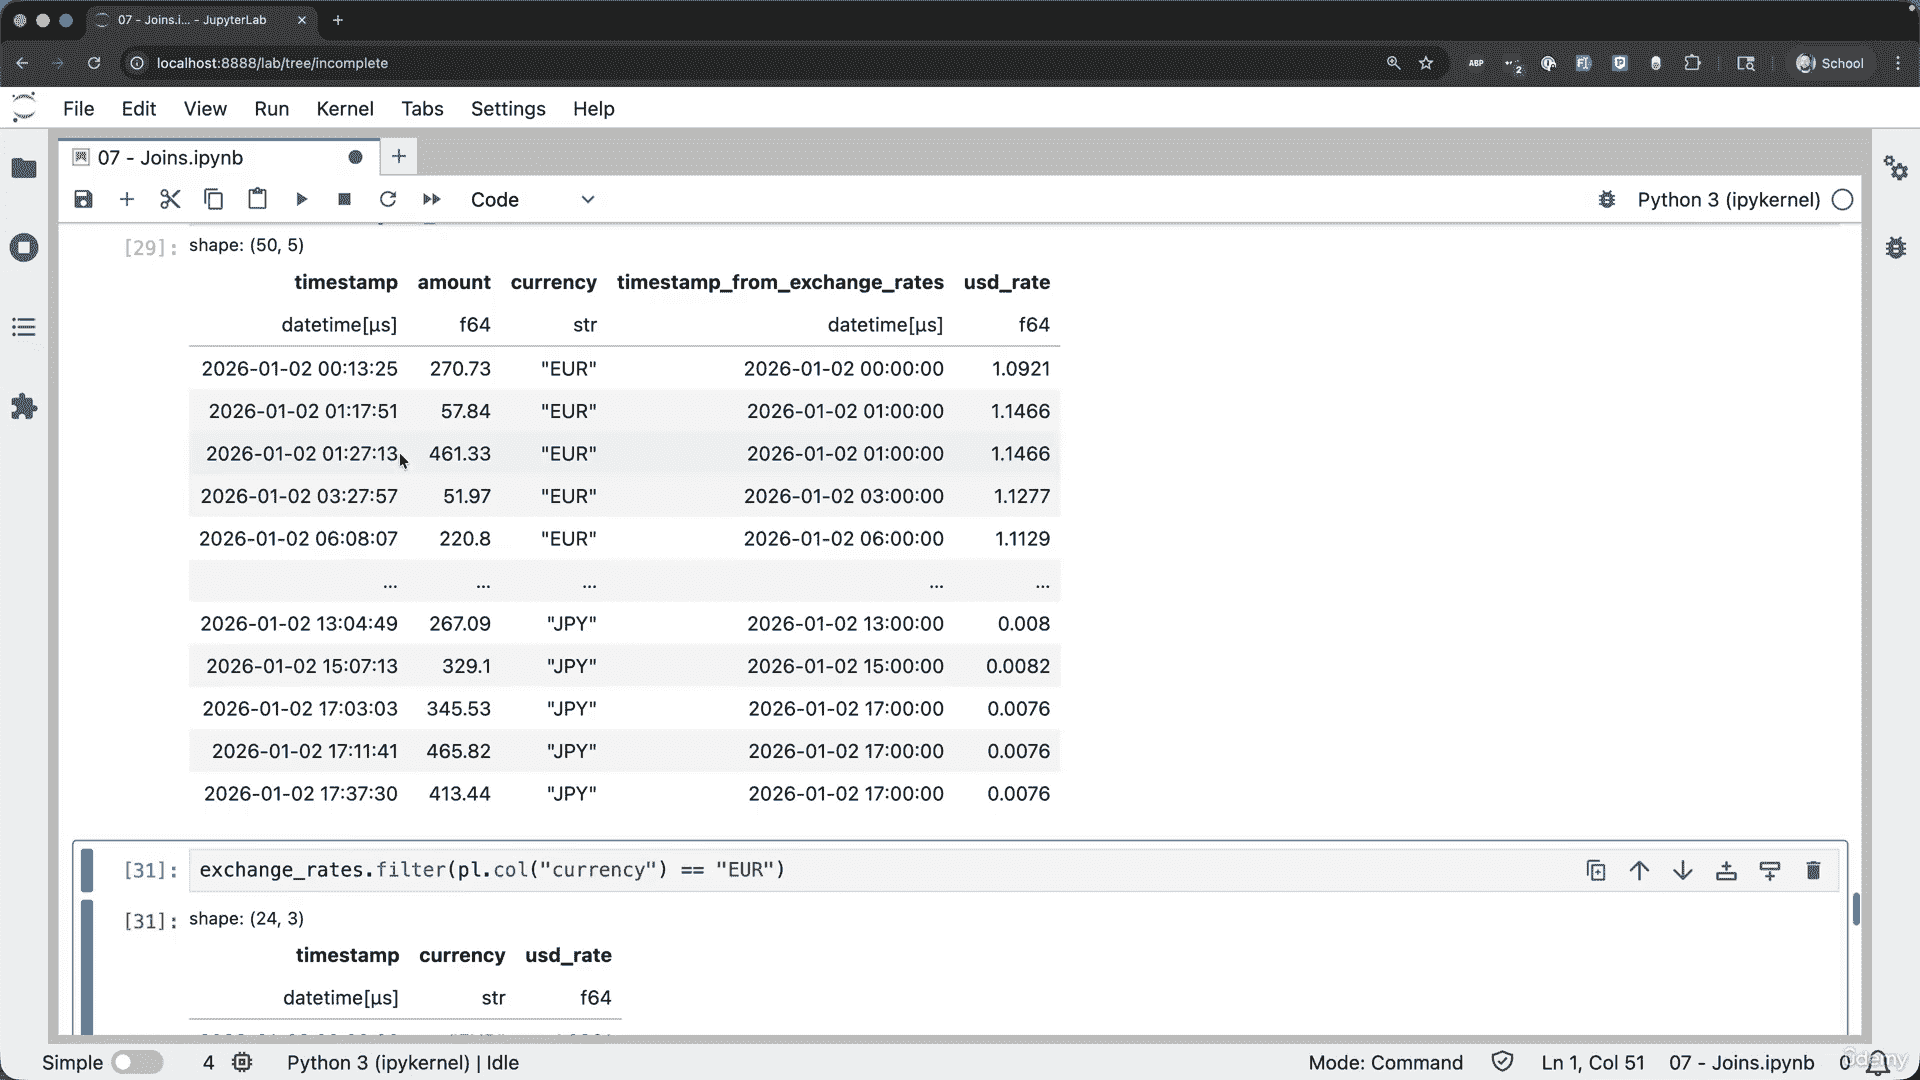 07 - Joins.i... - JupyterLab
localhost:8888/lab/tree/incomplete
ABP
2
School
File Edit View Run Kernel Tabs Settings Help
07 - Joins.ipynb
Code
Python 3 (ipykernel)
[29]: shape: (50, 5)
timestamp amount currency timestamp_from_exchange_rates usd_rate
datetime[μs] f64 str datetime[μs] f64
2026-01-02 00:13:25 270.73 "EUR" 2026-01-02 00:00:00 1.0921
2026-01-02 01:17:51 57.84 "EUR" 2026-01-02 01:00:00 1.1466
2026-01-02 01:27:13 461.33 "EUR" 2026-01-02 01:00:00 1.1466
2026-01-02 03:27:57 51.97 "EUR" 2026-01-02 03:00:00 1.1277
2026-01-02 06:08:07 220.8 "EUR" 2026-01-02 06:00:00 1.1129
... ... ... ... ...
2026-01-02 13:04:49 267.09 "JPY" 2026-01-02 13:00:00 0.008
2026-01-02 15:07:13 329.1 "JPY" 2026-01-02 15:00:00 0.0082
2026-01-02 17:03:03 345.53 "JPY" 2026-01-02 17:00:00 0.0076
2026-01-02 17:11:41 465.82 "JPY" 2026-01-02 17:00:00 0.0076
2026-01-02 17:37:30 413.44 "JPY" 2026-01-02 17:00:00 0.0076
[31]: exchange_rates.filter(pl.col("currency") == "EUR")
[31]: shape: (24, 3)
timestamp currency usd_rate
datetime[μs] str f64
Simple 4 Python 3 (ipykernel) | Idle Mode: Command Ln 1, Col 51 07 - Joins.ipynb 0
udemy